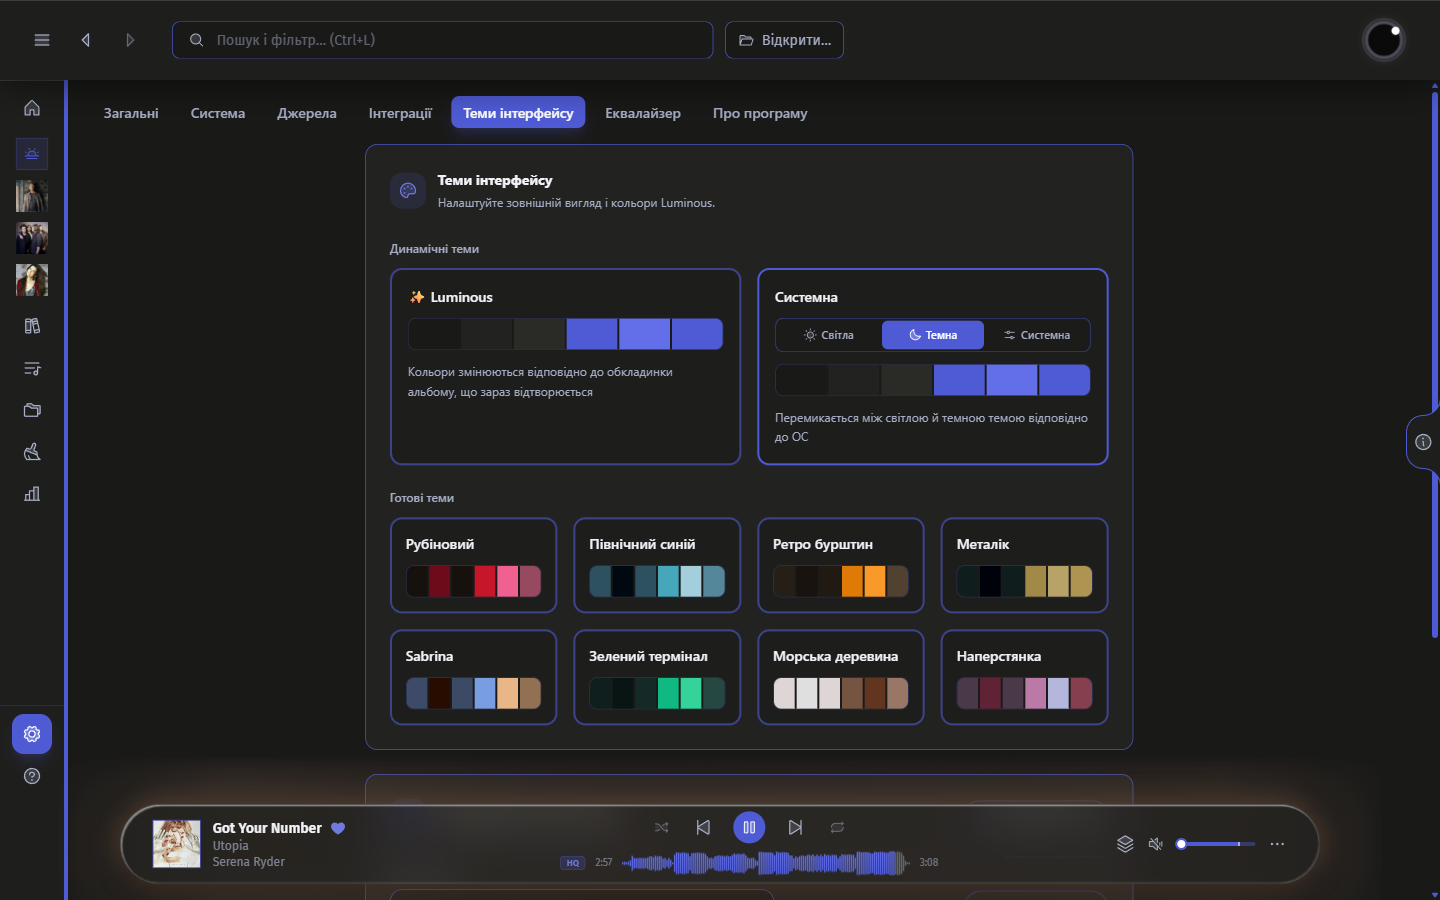 Пошук і фільтр... (Ctrl+L)
Відкрити...
Загальні
Система
Джерела
Інтеграції
Теми інтерфейсу
Еквалайзер
Про програму
Теми інтерфейсу
Налаштуйте зовнішній вигляд і кольори Luminous.
Динамічні теми
✨ Luminous
Кольори змінюються відповідно до обкладинки
альбому, що зараз відтворюється
Системна
Світла
Темна
Системна
Перемикається між світлою й темною темою відповідно
до ОС
Готові теми
Рубіновий
Північний синій
Ретро бурштин
Металік
Sabrina
Зелений термінал
Морська деревина
Наперстянка
Got Your Number
Utopia
Serena Ryder
HQ
2:57
3:08